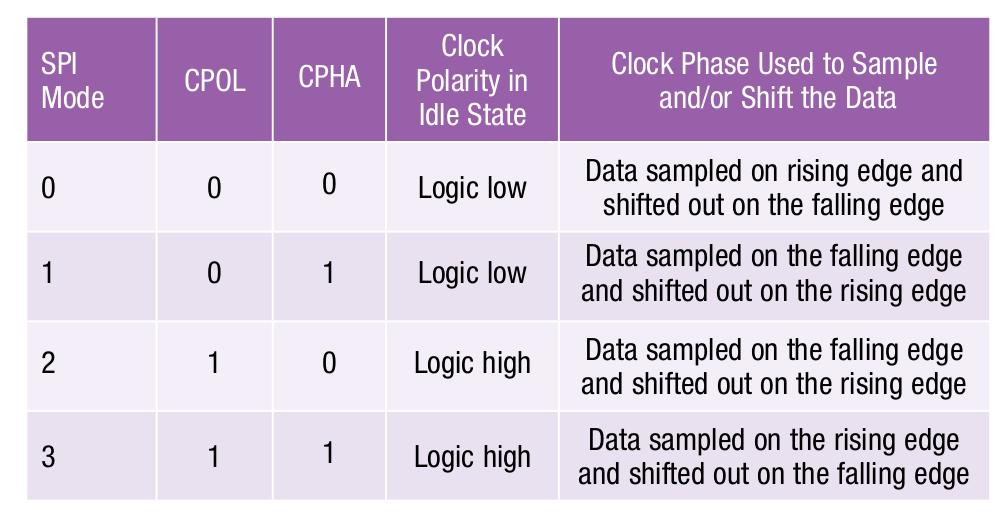 SPI Mode CPOL CPHA Clock Polarity in Idle State Clock Phase Used to Sample and/or Shift the Data
0 0 0 Logic low Data sampled on rising edge and shifted out on the falling edge
1 0 1 Logic low Data sampled on the falling edge and shifted out on the rising edge
2 1 0 Logic high Data sampled on the falling edge and shifted out on the rising edge
3 1 1 Logic high Data sampled on the rising edge and shifted out on the falling edge